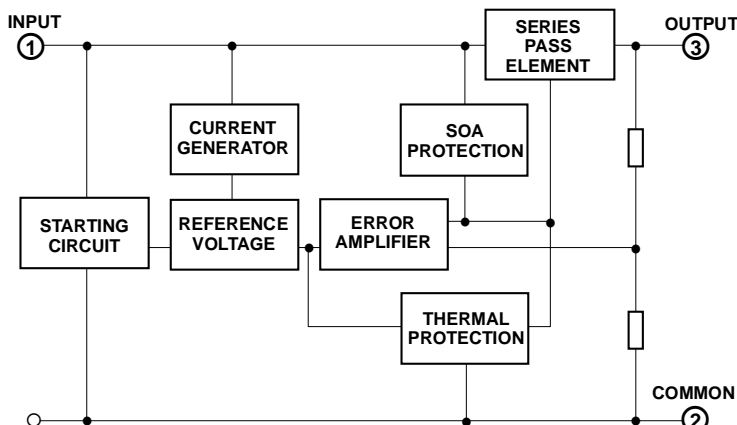 INPUT
1
SERIES
PASS
ELEMENT
OUTPUT
3
CURRENT
GENERATOR
SOA
PROTECTION
STARTING
CIRCUIT
REFERENCE
VOLTAGE
ERROR
AMPLIFIER
THERMAL
PROTECTION
COMMON
2